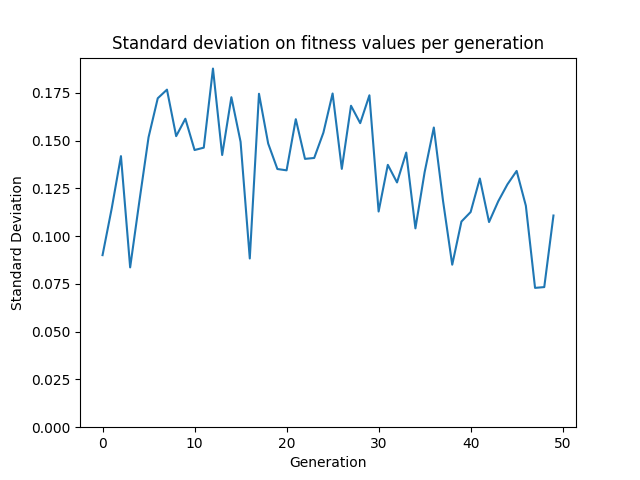 Standard deviation on fitness values per generation
Standard Deviation
0.175
0.150
0.125
0.100
0.075
0.050
0.025
0.000
0 10 20 30 40 50
Generation